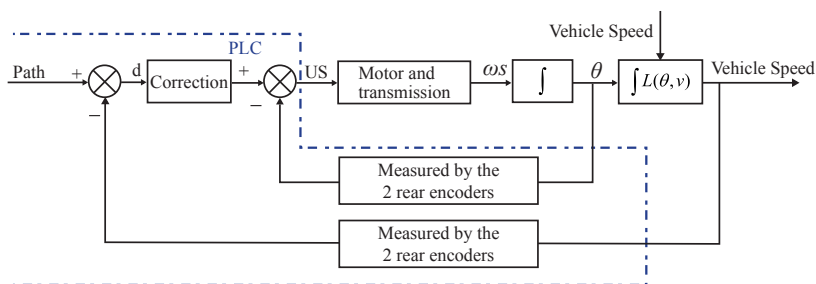 Vehicle Speed
PLC
Path
+
d
Correction
+
US
Motor and
transmission
ωs
∫
θ
∫L(θ,v)
Vehicle Speed
−
−
Measured by the
2 rear encoders
Measured by the
2 rear encoders